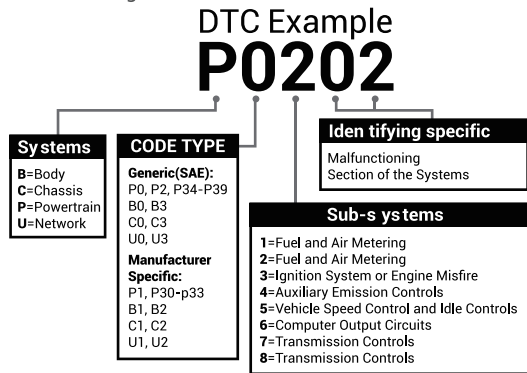 DTC Example
P0202
Systems
B=Body
C=Chassis
P=Powertrain
U=Network
CODE TYPE
Generic(SAE):
P0, P2, P34-P39
B0, B3
C0, C3
U0, U3
Manufacturer
Specific:
P1, P30-p33
B1, B2
C1, C2
U1, U2
Iden tifying specific
Malfunctioning
Section of the Systems
Sub-s ystems
1=Fuel and Air Metering
2=Fuel and Air Metering
3=Ignition System or Engine Misfire
4=Auxiliary Emission Controls
5=Vehicle Speed Control and Idle Controls
6=Computer Output Circuits
7=Transmission Controls
8=Transmission Controls